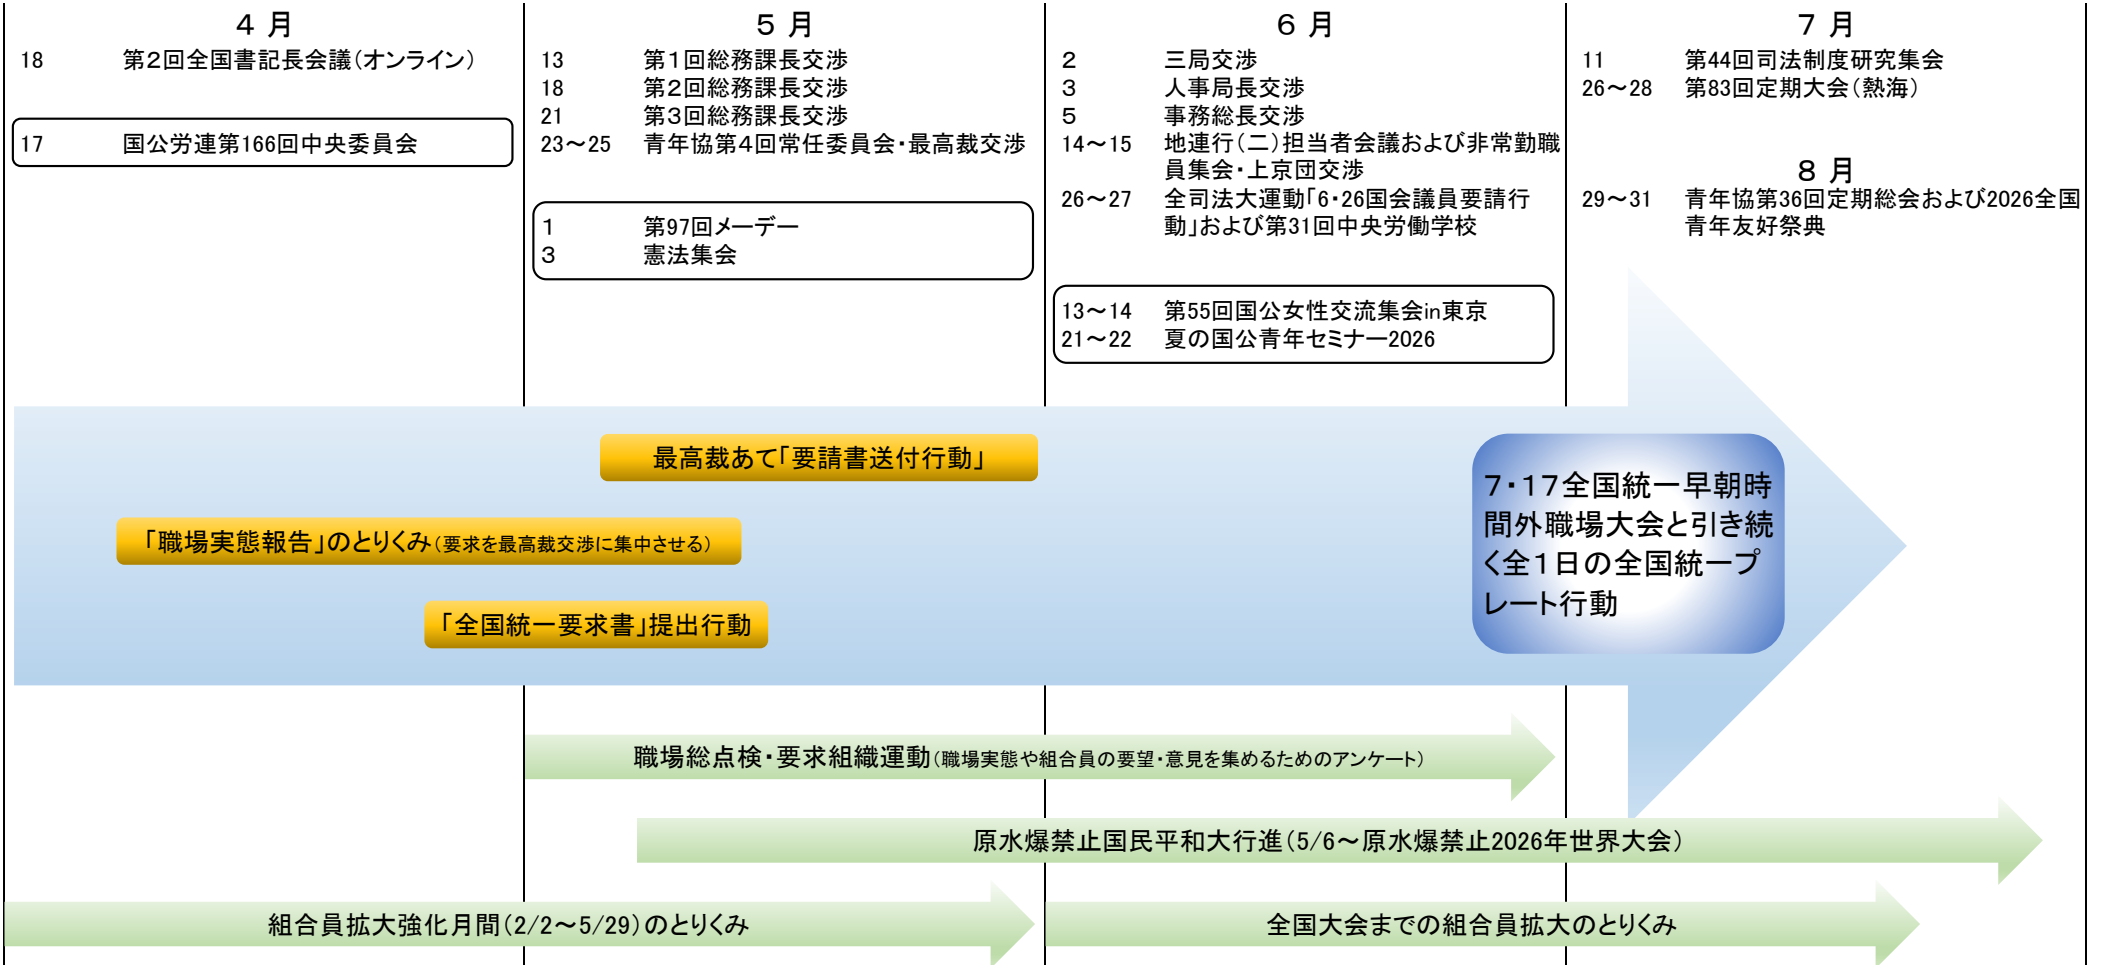 ４月
18 第２回全国書記長会議（オンライン）
17 国公労連第166回中央委員会
５月
13 第１回総務課長交渉
18 第２回総務課長交渉
21 第３回総務課長交渉
23～25 青年協第４回常任委員会・最高裁交渉
1 第97回メーデー
3 憲法集会
６月
2 三局交渉
3 人事局長交渉
5 事務総長交渉
14～15 地連行（二）担当者会議および非常勤職
員集会・上京団交渉
26～27 全司法大運動「6・26国会議員要請行
動」および第31回中央労働学校
13～14 第55回国公女性交流集会in東京
21～22 夏の国公青年セミナー2026
７月
11 第44回司法制度研究集会
26～28 第83回定期大会（熱海）
８月
29～31 青年協第36回定期総会および2026全国
青年友好祭典
最高裁あて「要請書送付行動」
「職場実態報告」のとりくみ（要求を最高裁交渉に集中させる）
「全国統一要求書」提出行動
７・１７全国統一早朝時
間外職場大会と引き続
く全１日の全国統一プ
レート行動
職場総点検・要求組織運動（職場実態や組合員の要望・意見を集めるためのアンケート）
原水爆禁止国民平和大行進（5/6～原水爆禁止2026年世界大会）
組合員拡大強化月間（2/2～5/29）のとりくみ
全国大会までの組合員拡大のとりくみ